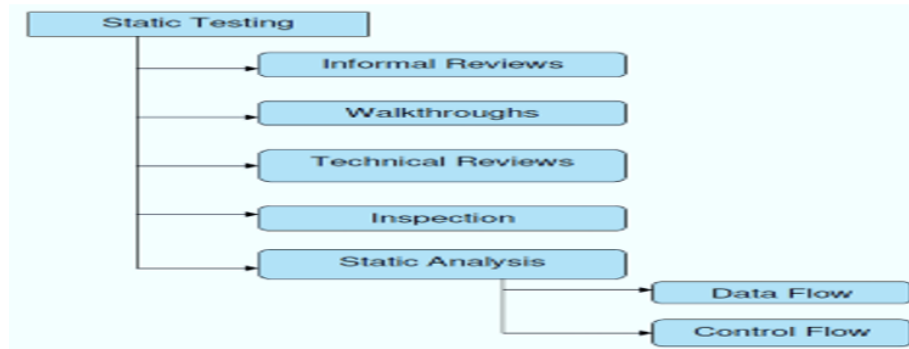 Static Testing
Informal Reviews
Walkthroughs
Technical Reviews
Inspection
Static Analysis
Data Flow
Control Flow